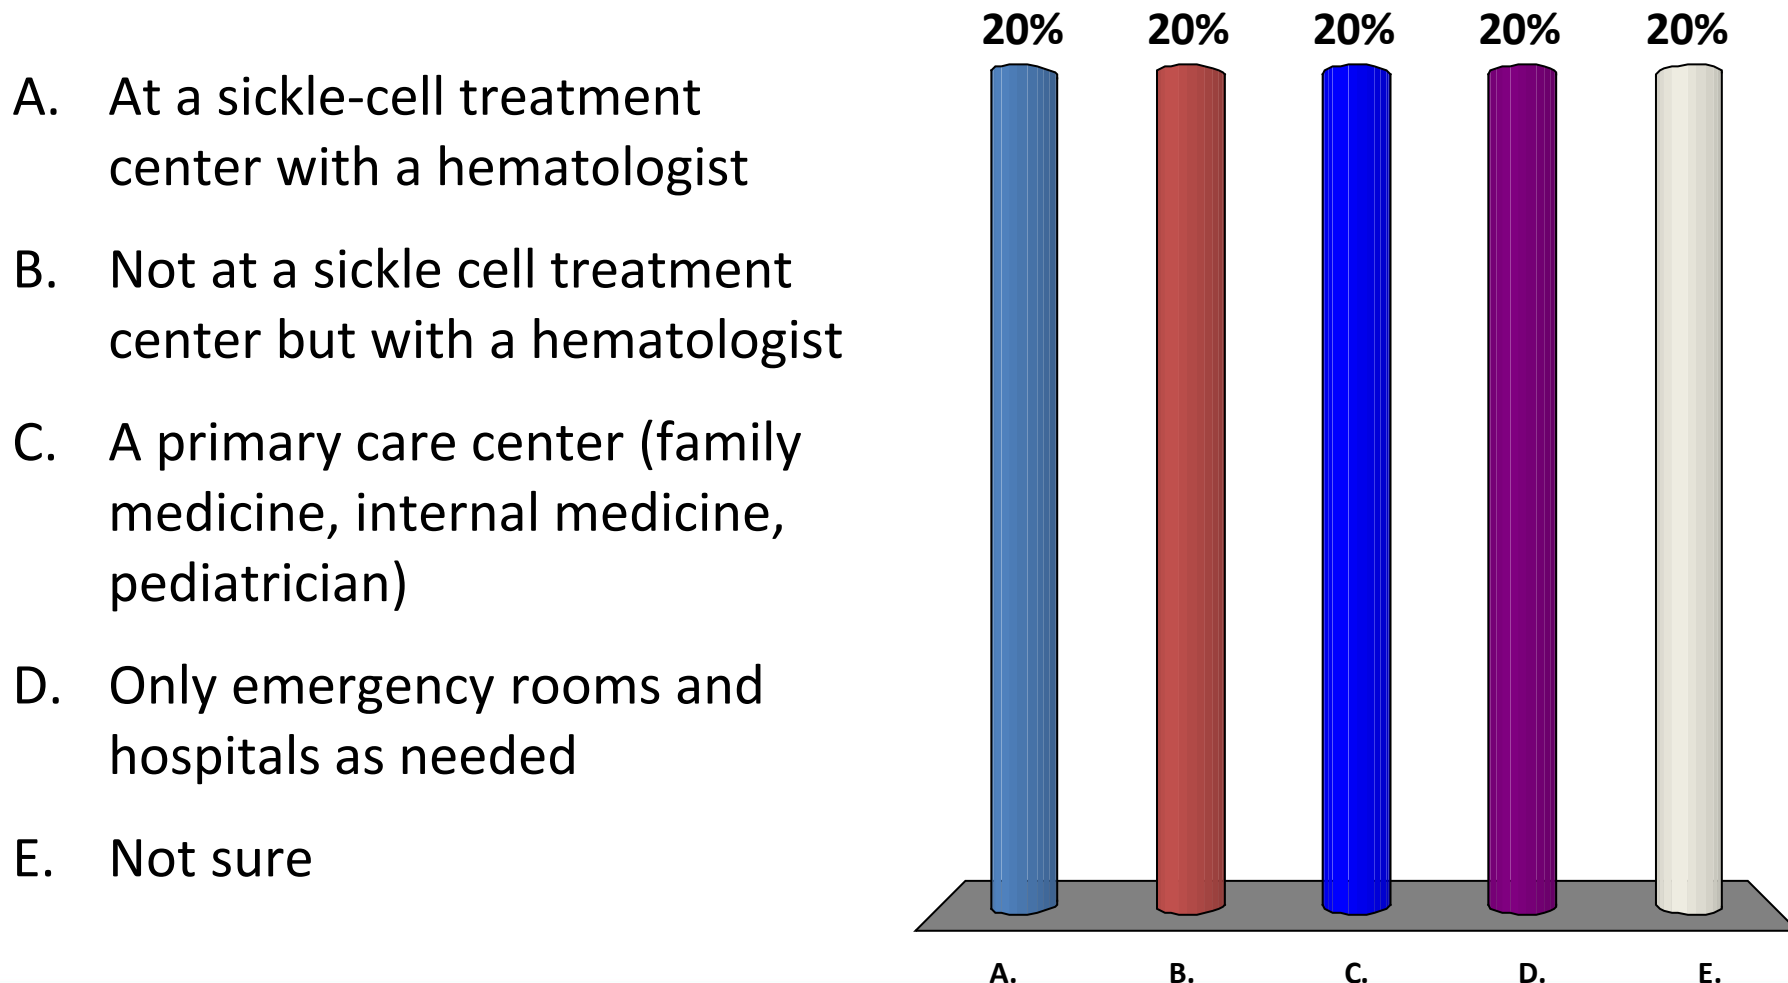 A. At a sickle-cell treatment
center with a hematologist
B. Not at a sickle cell treatment
center but with a hematologist
C. A primary care center (family
medicine, internal medicine,
pediatrician)
D. Only emergency rooms and
hospitals as needed
E. Not sure
20% 20% 20% 20% 20%
A. B. C. D. E.